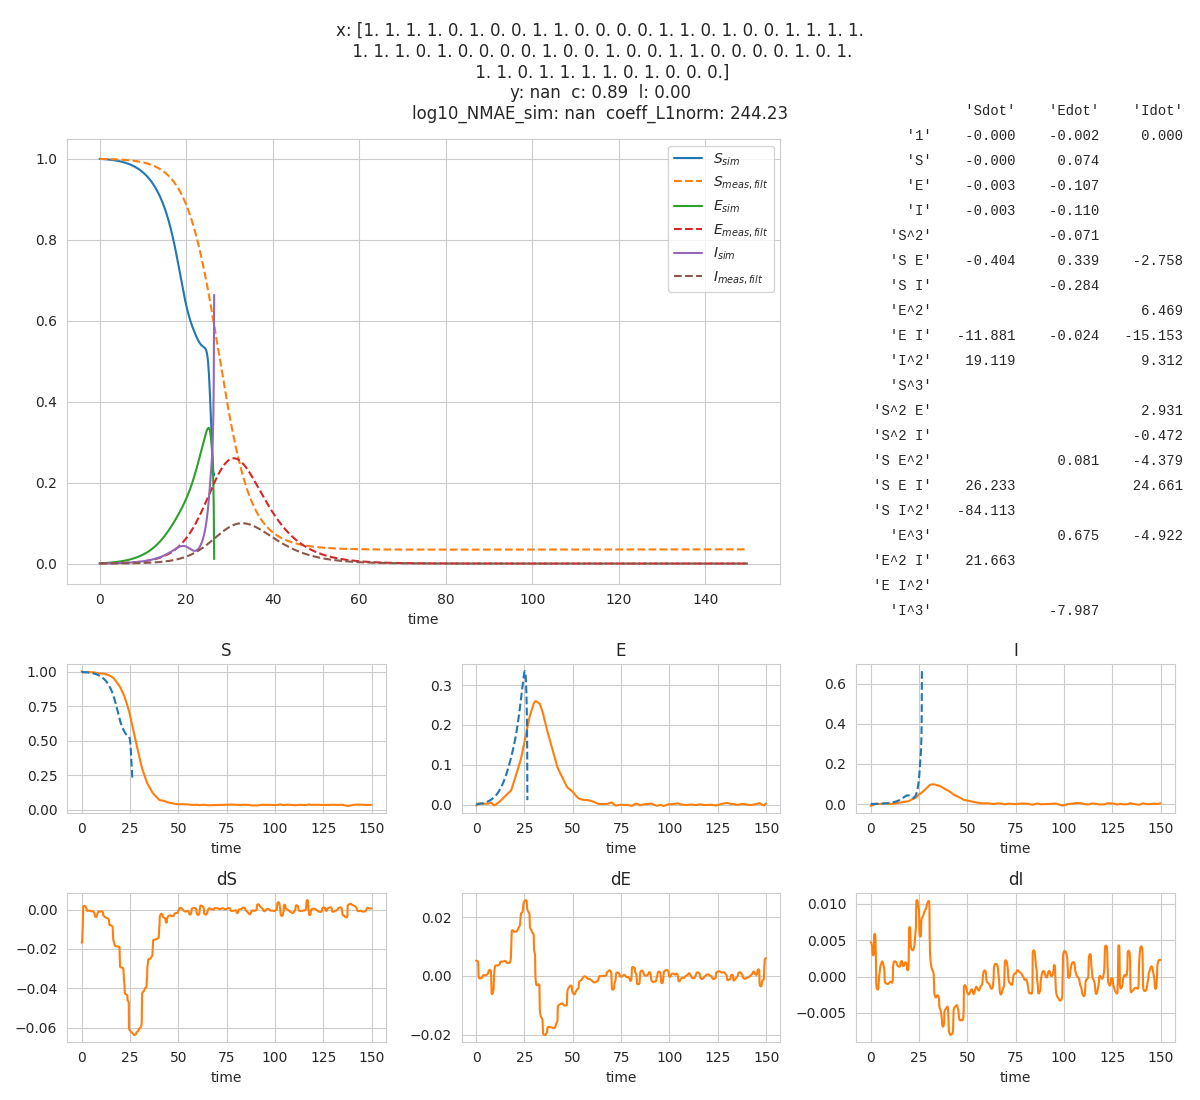 x: [1. 1. 1. 1. 0. 1. 0. 0. 1. 1. 0. 0. 0. 0. 0. 1. 1. 0. 1. 0. 0. 1. 1. 1. 1.
1. 1. 1. 0. 1. 0. 0. 0. 0. 0. 1. 0. 0. 1. 0. 0. 1. 1. 0. 0. 0. 0. 1. 0. 1.
1. 1. 0. 1. 1. 1. 1. 0. 1. 0. 0. 0. 0.]
y: nan c: 0.89 l: 0.00
log10_NMAE_sim: nan coeff_L1norm: 244.23
'Sdot' 'Edot' 'Idot'
'1' -0.000 -0.002 0.000
'S' -0.000 0.074
'E' -0.003 -0.107
'I' -0.003 -0.110
'S^2' -0.071
'S E' -0.404 0.339 -2.758
'S I' -0.284
'E^2' 6.469
'E I' -11.881 -0.024 -15.153
'I^2' 19.119 9.312
'S^3'
'S^2 E' 2.931
'S^2 I' -0.472
'S E^2' 0.081 -4.379
'S E I' 26.233 24.661
'S I^2' -84.113
'E^3' 0.675 -4.922
'E^2 I' 21.663
'E I^2'
'I^3' -7.987
S_sim
S_meas,filt
E_sim
E_meas,filt
I_sim
I_meas,filt
1.0
0.8
0.6
0.4
0.2
0.0
0 20 40 60 80 100 120 140
time
S
1.00
0.75
0.50
0.25
0.00
0 25 50 75 100 125 150
time
E
0.3
0.2
0.1
0.0
0 25 50 75 100 125 150
time
I
0.6
0.4
0.2
0.0
0 25 50 75 100 125 150
time
dS
0.00
−0.02
−0.04
−0.06
0 25 50 75 100 125 150
time
dE
0.02
0.00
−0.02
0 25 50 75 100 125 150
time
dI
0.010
0.005
0.000
−0.005
0 25 50 75 100 125 150
time